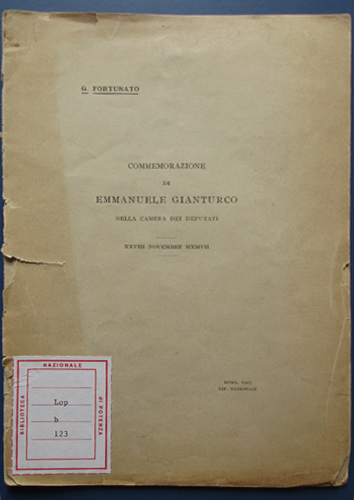 G. FORTUNATO
COMMEMORAZIONE
DI
EMMANUELE GIANTURCO
NELLA CAMERA DEI DEPUTATI
XXVIII NOVEMBRE MXMVII
ROMA, 1907
TIP. NAZIONALE
NAZIONALE
BIBLIOTECA
di POTENZA
Lop
b
123